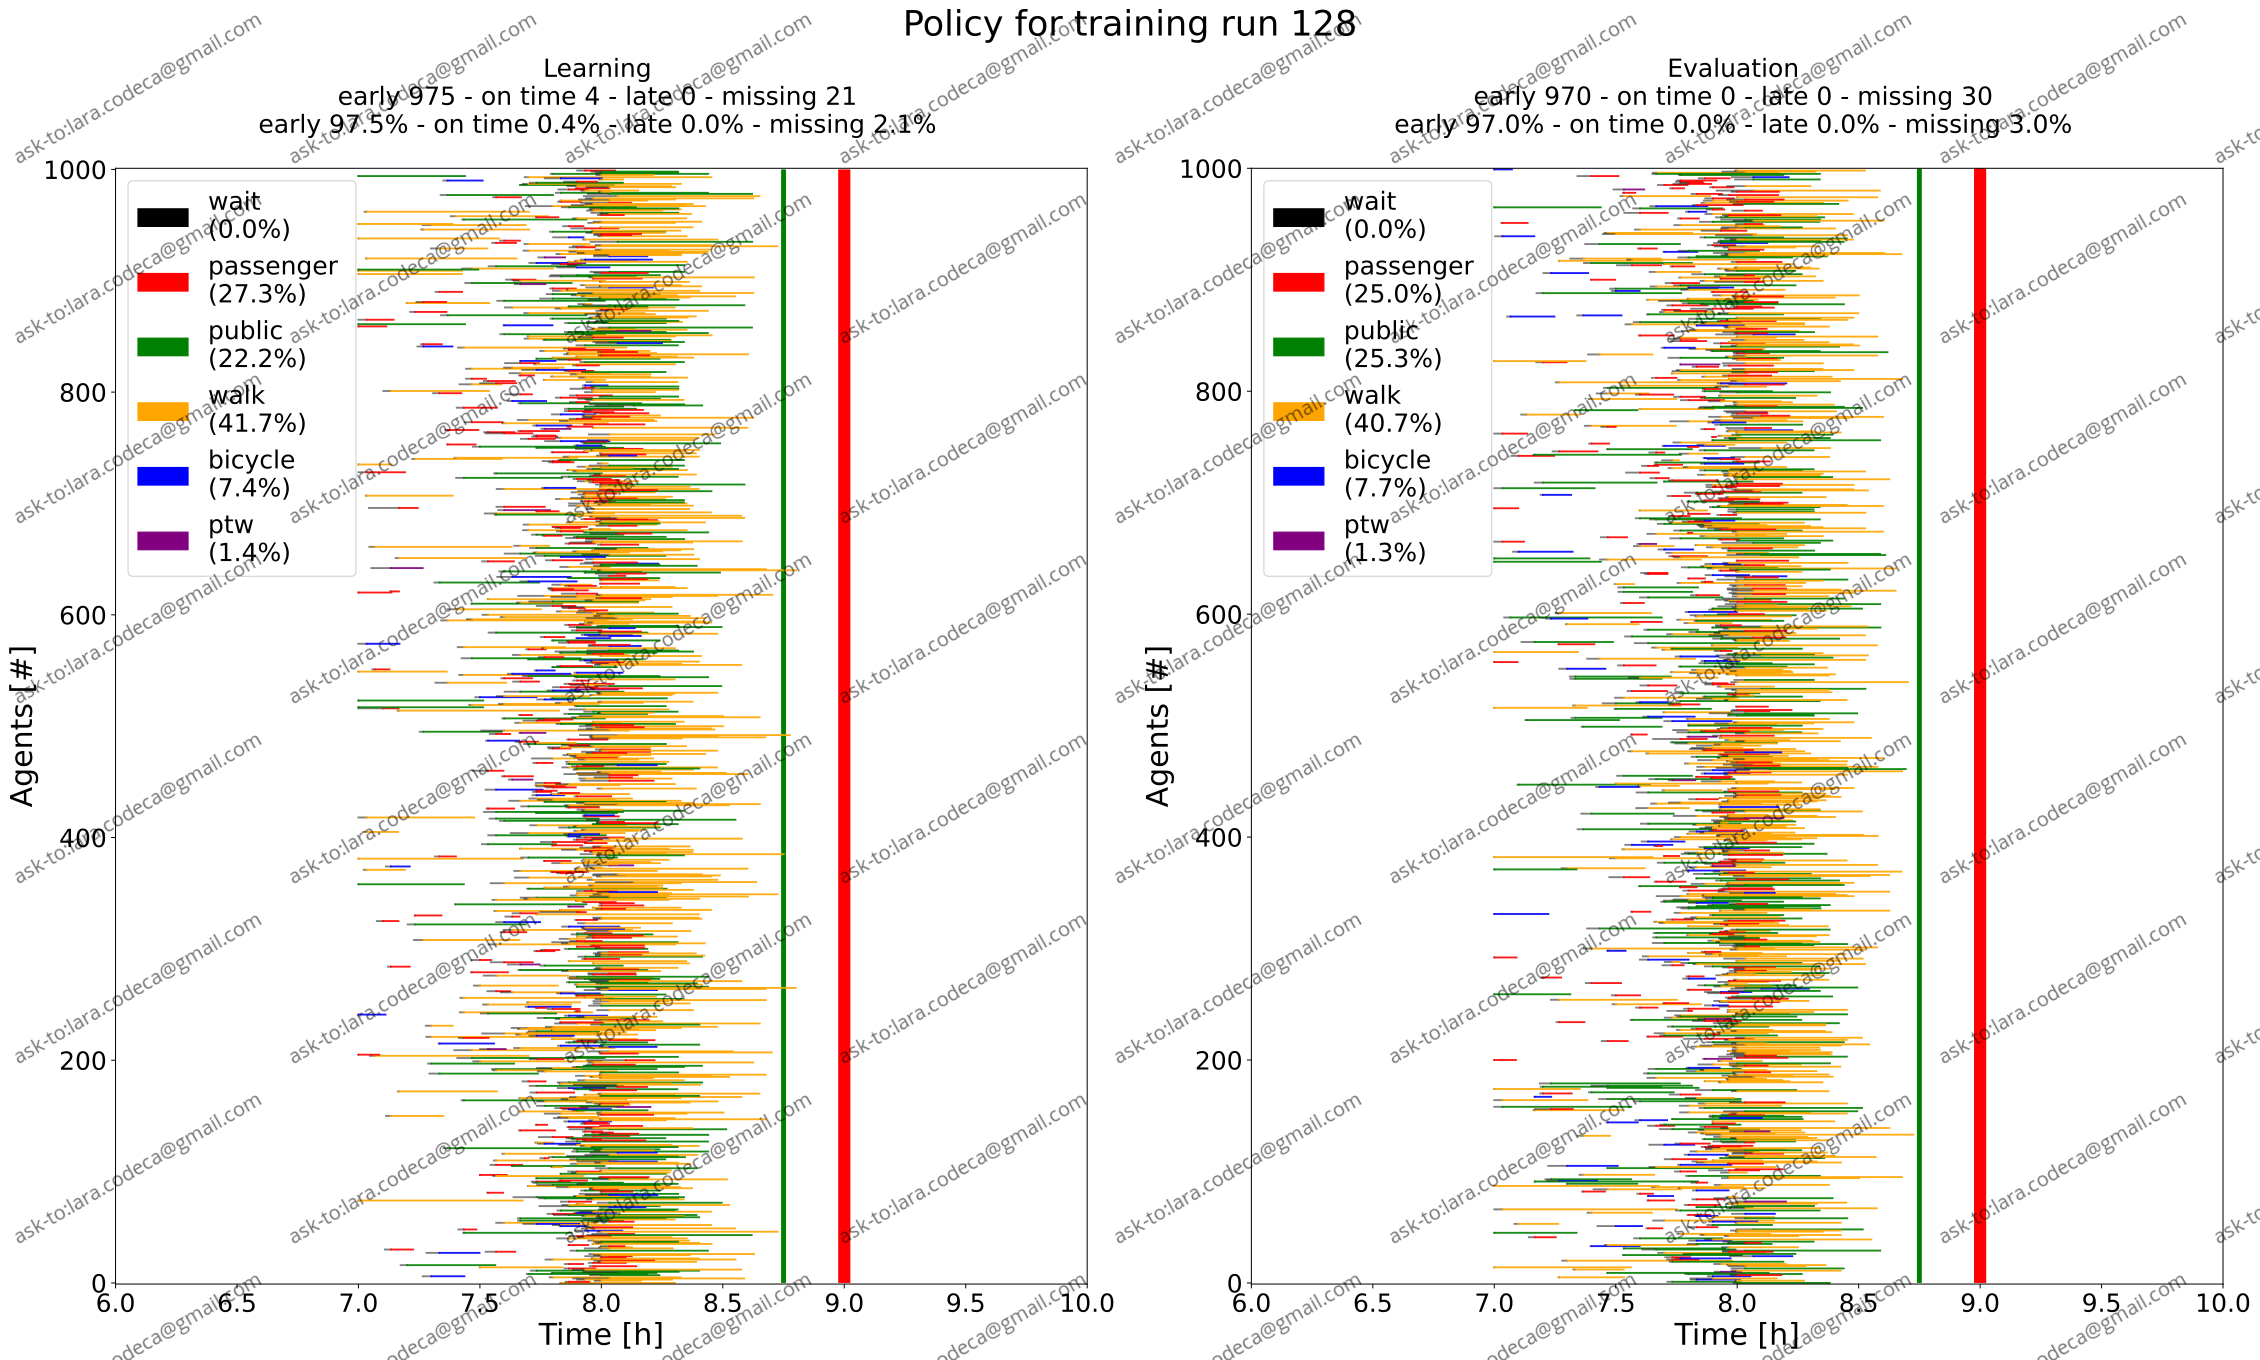 Policy for training run 128
Learning
early 975 - on time 4 - late 0 - missing 21
early 97.5% - on time 0.4% - late 0.0% - missing 2.1%
Evaluation
early 970 - on time 0 - late 0 - missing 30
early 97.0% - on time 0.0% - late 0.0% - missing 3.0%
wait
(0.0%)
passenger
(27.3%)
public
(22.2%)
walk
(41.7%)
bicycle
(7.4%)
ptw
(1.4%)
Agents [#]
1000
800
600
400
200
0
6.0 6.5 7.0 7.5 8.0 8.5 9.0 9.5 10.0
Time [h]
wait
(0.0%)
passenger
(25.0%)
public
(25.3%)
walk
(40.7%)
bicycle
(7.7%)
ptw
(1.3%)
Agents [#]
1000
800
600
400
200
0
6.0 6.5 7.0 7.5 8.0 8.5 9.0 9.5 10.0
Time [h]
ask-to:lara.codeca@gmail.com